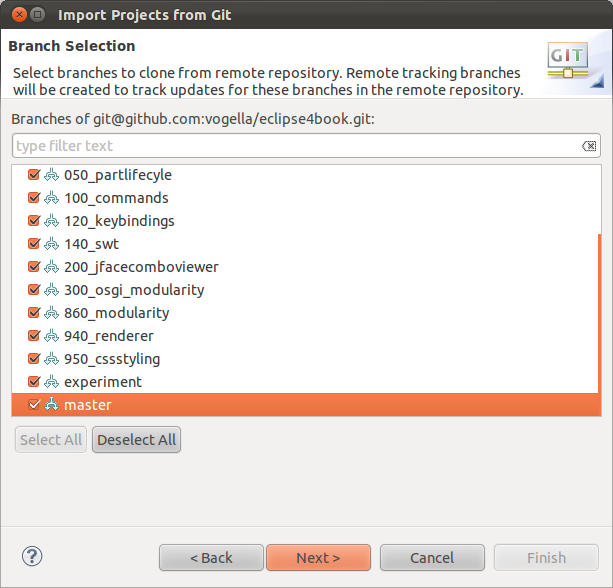 Import Projects from Git
Branch Selection
GIT
Select branches to clone from remote repository. Remote tracking branches
will be created to track updates for these branches in the remote repository.
Branches of git@github.com:vogella/eclipse4book.git:
type filter text
050_partlifecyle
100_commands
120_keybindings
140_swt
200_jfacecomboviewer
300_osgi_modularity
860_modularity
940_renderer
950_cssstyling
experiment
master
Select All
Deselect All
?
< Back
Next >
Cancel
Finish